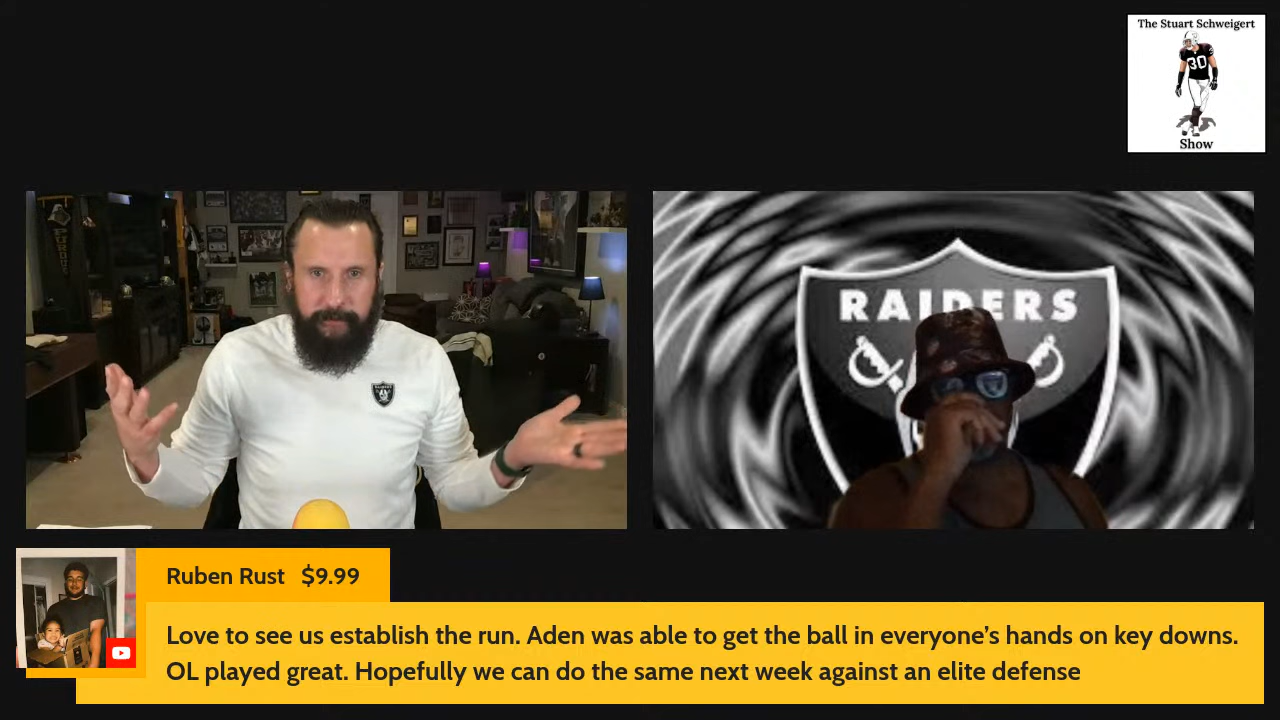 The Stuart Schweigert
30
Show
PURDUE
RAIDERS
Ruben Rust $9.99
Love to see us establish the run. Aden was able to get the ball in everyone's hands on key downs.
OL played great. Hopefully we can do the same next week against an elite defense